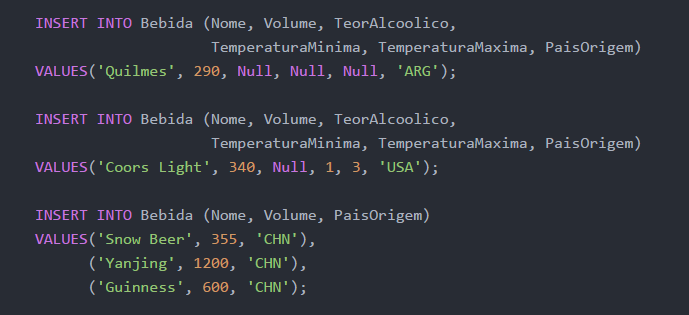 INSERT INTO Bebida (Nome, Volume, TeorAlcoolico,
TemperaturaMinima, TemperaturaMaxima, PaisOrigem)
VALUES('Quilmes', 290, Null, Null, Null, 'ARG');
INSERT INTO Bebida (Nome, Volume, TeorAlcoolico,
TemperaturaMinima, TemperaturaMaxima, PaisOrigem)
VALUES('Coors Light', 340, Null, 1, 3, 'USA');
INSERT INTO Bebida (Nome, Volume, PaisOrigem)
VALUES('Snow Beer', 355, 'CHN'),
('Yanjing', 1200, 'CHN'),
('Guinness', 600, 'CHN');